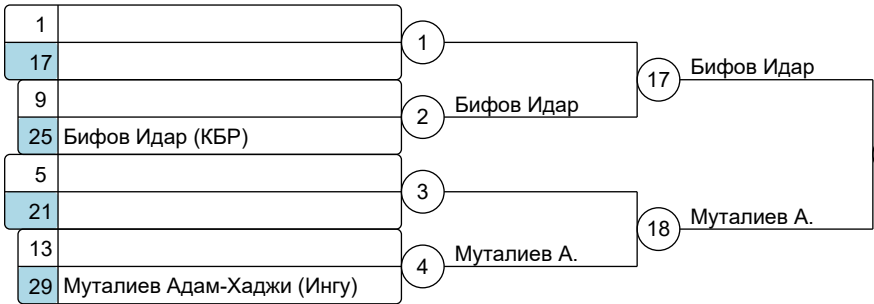 1
17
1
9
25 Бифов Идар (КБР)
2 Бифов Идар
17 Бифов Идар
5
21
3
13
29 Муталиев Адам-Хаджи (Ингу)
4 Муталиев А.
18 Муталиев А.